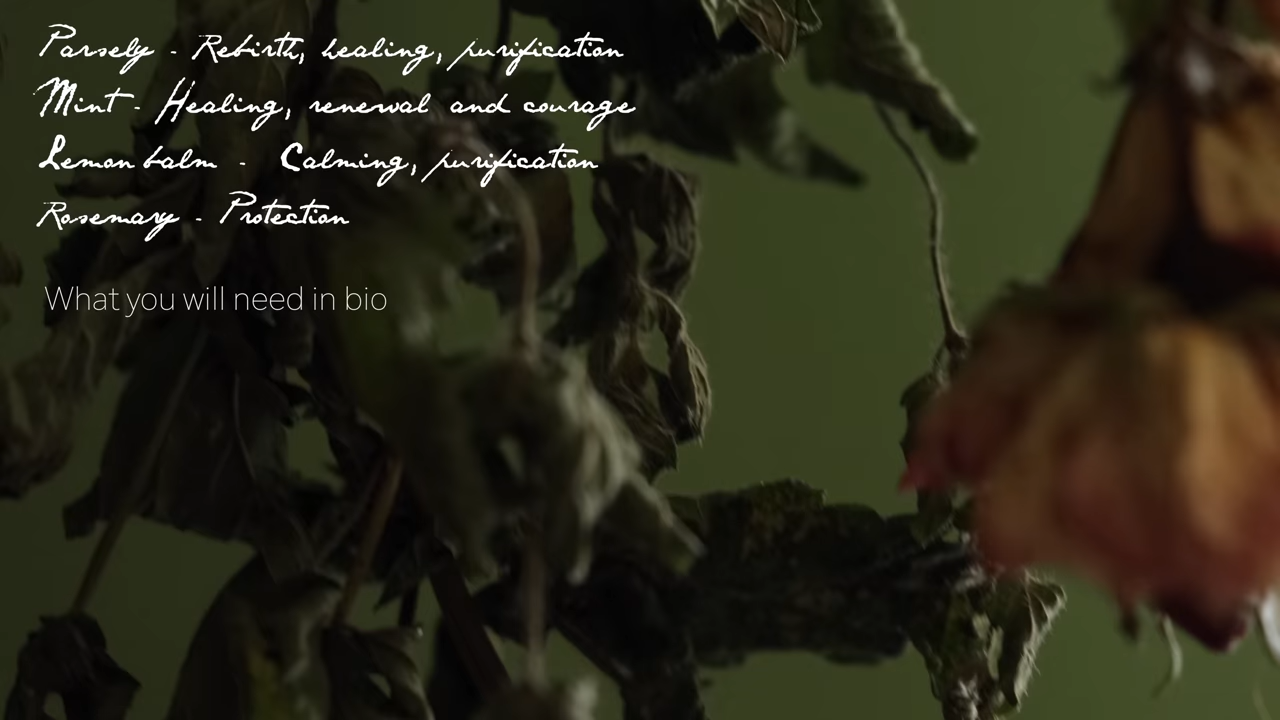 Parsely - Rebirth, healing, purification
Mint - Healing, renewal and courage
Lemon balm - Calming, purification
Rosemary - Protection
What you will need in bio